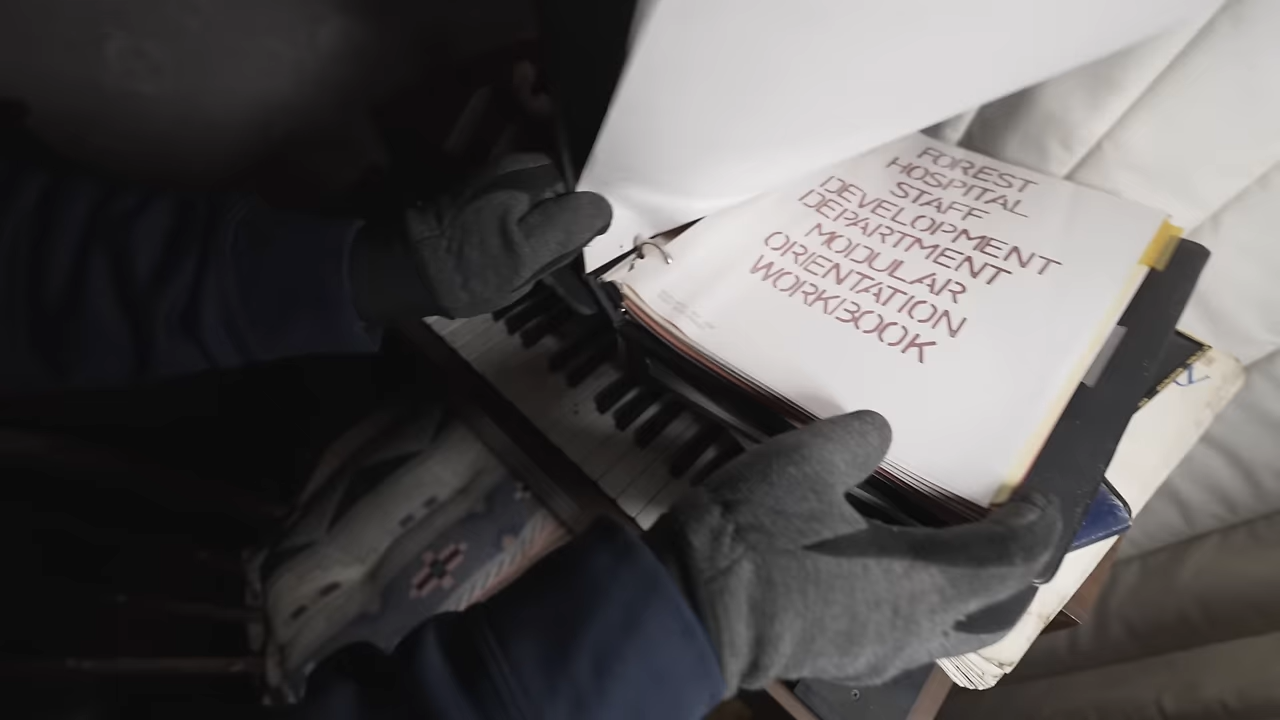 FOREST
HOSPITAL
STAFF
DEVELOPMENT
DEPARTMENT
MODULAR
ORIENTATION
WORKBOOK